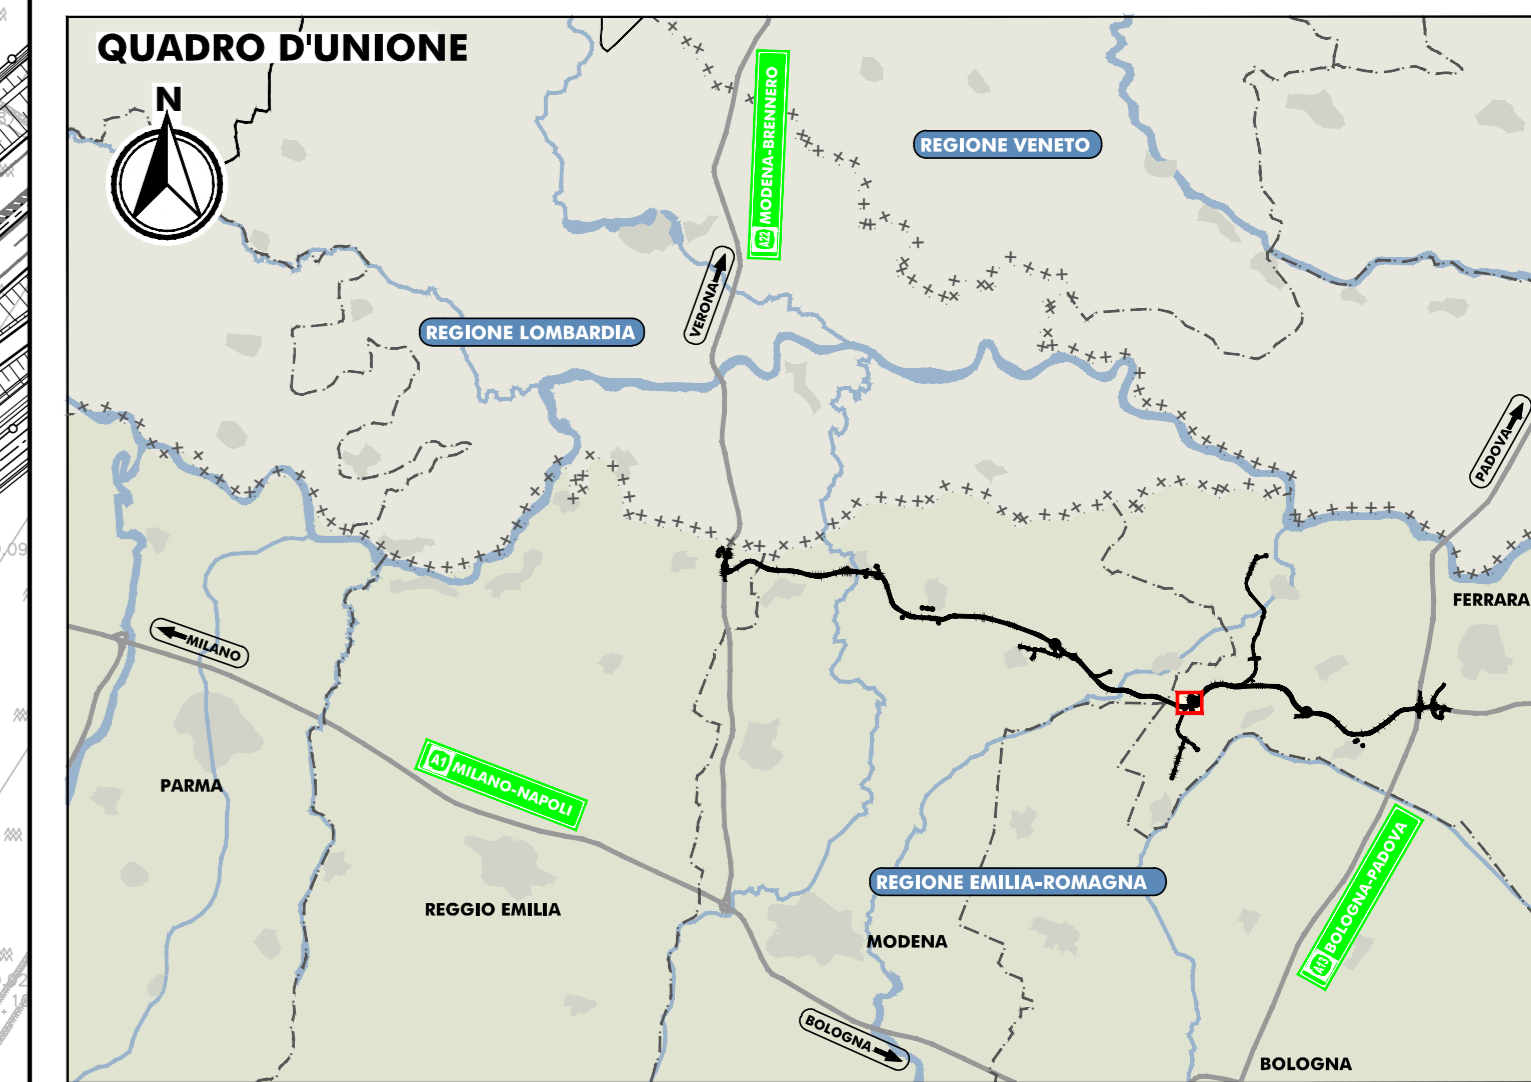 QUADRO D'UNIONE
N
A22 MODENA-BRENNERO
REGIONE VENETO
VERONA
REGIONE LOMBARDIA
PADOVA
FERRARA
MILANO
PARMA
A1 MILANO-NAPOLI
REGIONE EMILIA-ROMAGNA
A13 BOLOGNA-PADOVA
REGGIO EMILIA
MODENA
BOLOGNA
BOLOGNA